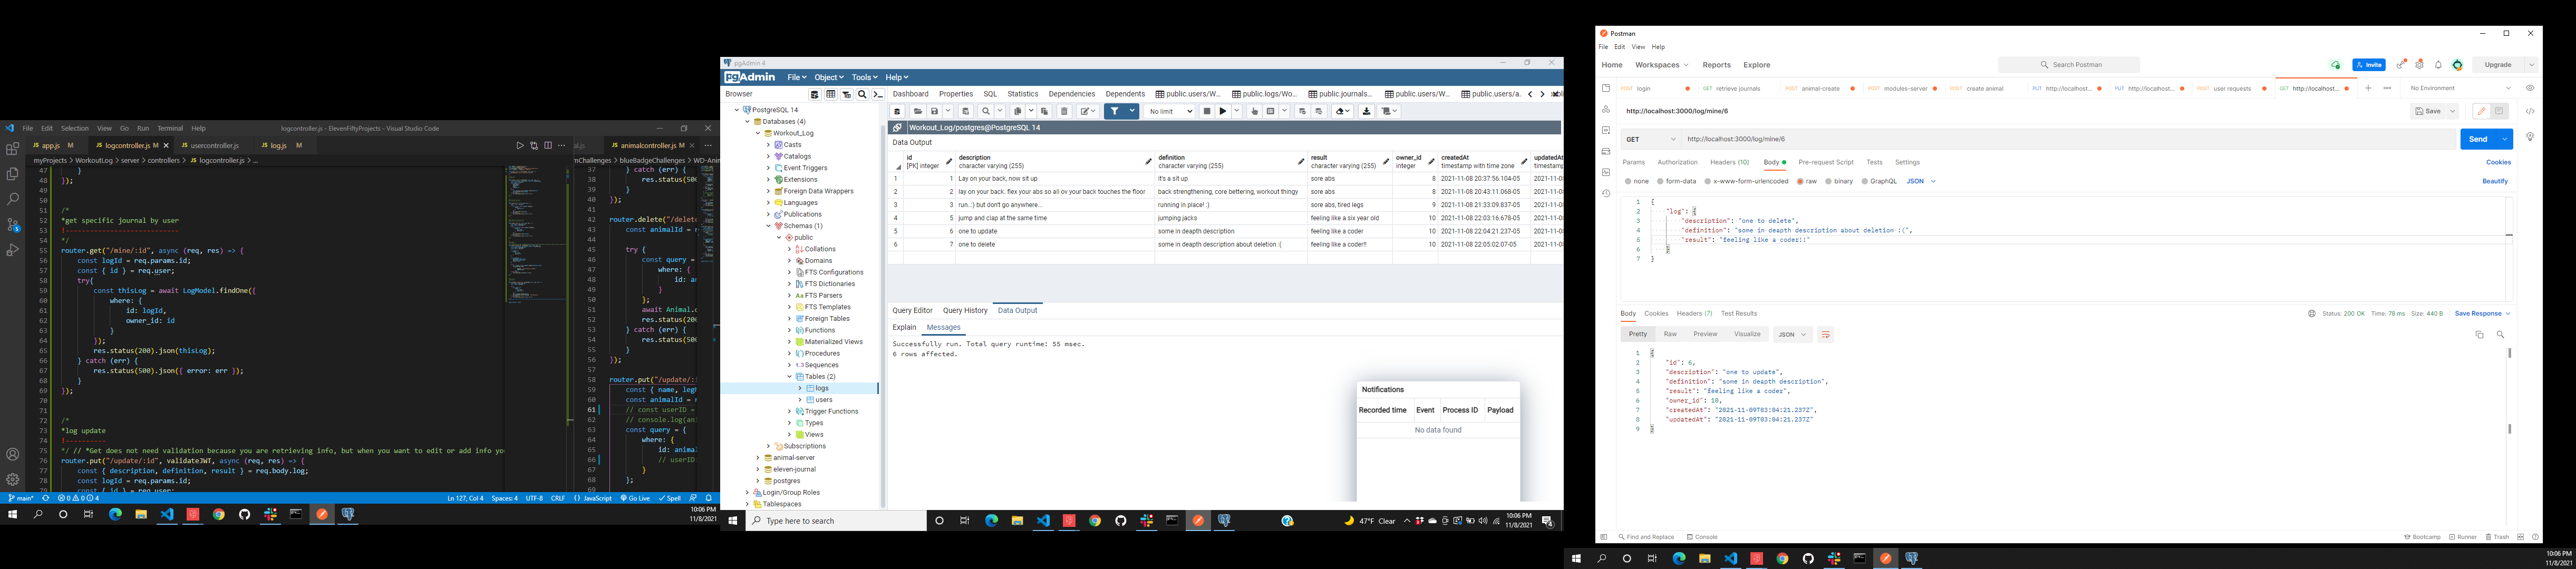 File Edit Selection View Go Run Terminal Help
logcontroller.js - ElevenFiftyProjects - Visual Studio Code
JS app.js M JS logcontroller.js M JS usercontroller.js JS log.js M
myProjects > WorkoutLog > server > controllers > JS logcontroller.js > ...
47 }
48 });
49
50
51 /*
52 *get specific journal by user
53 !----------------------------
54 */
55 router.get("/mine/:id", async (req, res) => {
56 const logId = req.params.id;
57 const { id } = req.user;
58 try{
59 const thisLog = await LogModel.findOne({
60 where: {
61 id: logId,
62 owner_id: id
63 }
64 });
65 res.status(200).json(thisLog);
66 } catch (err) {
67 res.status(500).json({ error: err });
68 }
69 });
70
71
72 /*
73 *log update
74 !----------
75 */ // *Get does not need validation because you are retrieving info, but when you want to edit or add info yo
76 router.put("/update/:id", validateJWT, async (req, res) => {
77 const { description, definition, result } = req.body.log;
78 const logId = req.params.id;
79 const { id } = req.user;
JS animalcontroller.js M
mChallenges > blueBadgeChallenges > WD-Ani
37 } catch (err) {
38 res.status(500
39 }
40 });
41
42 router.delete("/delete
43 const animalId = r
44
45 try {
46 const query =
47 where: {
48 id: an
49 }
50 };
51 await Animal.d
52 res.status(200
53 } catch (err) {
54 res.status(500
55 }
56 });
57
58 router.put("/update/:i
59 const { name, legN
60 const animalId = r
61 // const userID =
62 // console.log(ani
63 const query = {
64 where: {
65 id: animal
66 // userID:
67 }
68 };
69
main* 0 0 4 Ln 127, Col 4 Spaces: 4 UTF-8 CRLF JavaScript Go Live Spell
10:06 PM
11/8/2021
pgAdmin 4
pgAdmin File Object Tools Help
Browser
PostgreSQL 14
Databases (4)
Workout_Log
Casts
Catalogs
Event Triggers
Extensions
Foreign Data Wrappers
Languages
Publications
Schemas (1)
public
Collations
Domains
FTS Configurations
FTS Dictionaries
FTS Parsers
FTS Templates
Foreign Tables
Functions
Materialized Views
Procedures
1..3 Sequences
Tables (2)
logs
users
Trigger Functions
Types
Views
Subscriptions
animal-server
eleven-journal
postgres
Login/Group Roles
Tablespaces
Dashboard Properties SQL Statistics Dependencies Dependents public.users/W... public.logs/Wo... public.journals... public.users/W... public.users/a.
No limit
Workout_Log/postgres@PostgreSQL 14
Data Output
id description definition result owner_id createdAt updatedAt
[PK] integer character varying (255) character varying (255) character varying (255) integer timestamp with time zone timestamp
1 1 Lay on your back, now sit up it's a sit up sore abs 8 2021-11-08 20:37:56.104-05 2021-11-08
2 2 lay on your back. flex your abs so all ov your back touches the floor back strengthening, core bettering, workout thingy sore abs 8 2021-11-08 20:43:11.068-05 2021-11-08
3 3 run..:) but don't go anywhere... running in place! :) sore abs, tired legs 9 2021-11-08 21:33:09.837-05 2021-11-08
4 5 jump and clap at the same time jumping jacks feeling like a six year old 10 2021-11-08 22:03:16.678-05 2021-11-08
5 6 one to update some in deapth description feeling like a coder 10 2021-11-08 22:04:21.237-05 2021-11-08
6 7 one to delete some in deapth description about deletion :( feeling like a coder!! 10 2021-11-08 22:05:02.07-05 2021-11-08
Query Editor Query History Data Output
Explain Messages
Successfully run. Total query runtime: 55 msec.
6 rows affected.
Notifications
Recorded time Event Process ID Payload
No data found
Type here to search
47°F Clear
10:06 PM
11/8/2021
Postman
File Edit View Help
Home Workspaces Reports Explore
Search Postman
Invite
Upgrade
POST login GET retrieve journals POST animal-create POST modules-server POST create animal PUT http://localhost... PUT http://localhost... POST user requests GET http://localhost...
No Environment
http://localhost:3000/log/mine/6
Save
GET http://localhost:3000/log/mine/6 Send
Params Authorization Headers (10) Body Pre-request Script Tests Settings Cookies
none form-data x-www-form-urlencoded raw binary GraphQL JSON Beautify
1 {
2 "log": {
3 "description": "one to delete",
4 "definition": "some in deapth description about deletion :(",
5 "result": "feeling like a coder!!"
6 }
7 }
Body Cookies Headers (7) Test Results
Status: 200 OK Time: 78 ms Size: 440 B Save Response
Pretty Raw Preview Visualize JSON
1 {
2 "id": 6,
3 "description": "one to update",
4 "definition": "some in deapth description",
5 "result": "feeling like a coder",
6 "owner_id": 10,
7 "createdAt": "2021-11-09T03:04:21.237Z",
8 "updatedAt": "2021-11-09T03:04:21.237Z"
9 }
Find and Replace Console
Bootcamp Runner Trash
10:06 PM
11/8/2021